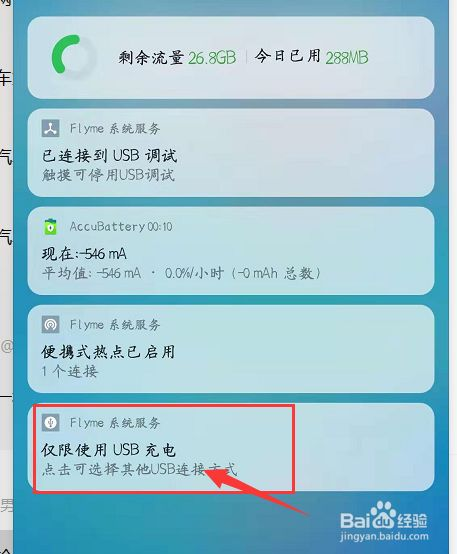 剩余流量 26.8GB 今日已用 288MB
Flyme 系统服务
已连接到 USB 调试
触摸可停用USB调试
AccuBattery 00:10
现在:-546 mA
平均值: -546 mA · 0.0%/小时 (-0 mAh 总数)
Flyme 系统服务
便携式热点已启用
1 个连接
Flyme 系统服务
仅限使用 USB 充电
点击可选择其他USB连接方式
车
气
气
@
男
Baidu 经验
jingyan.baidu.com